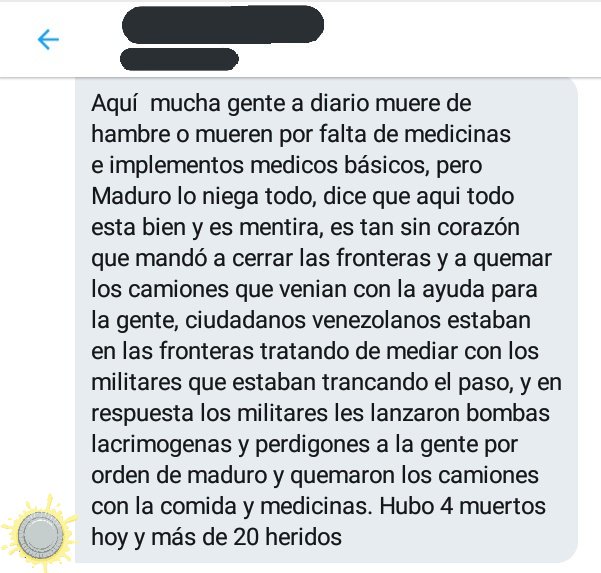 Aquí mucha gente a diario muere de
hambre o mueren por falta de medicinas
e implementos medicos básicos, pero
Maduro lo niega todo, dice que aqui todo
esta bien y es mentira, es tan sin corazón
que mandó a cerrar las fronteras y a quemar
los camiones que venian con la ayuda para
la gente, ciudadanos venezolanos estaban
en las fronteras tratando de mediar con los
militares que estaban trancando el paso, y en
respuesta los militares les lanzaron bombas
lacrimogenas y perdigones a la gente por
orden de maduro y quemaron los camiones
con la comida y medicinas. Hubo 4 muertos
hoy y más de 20 heridos